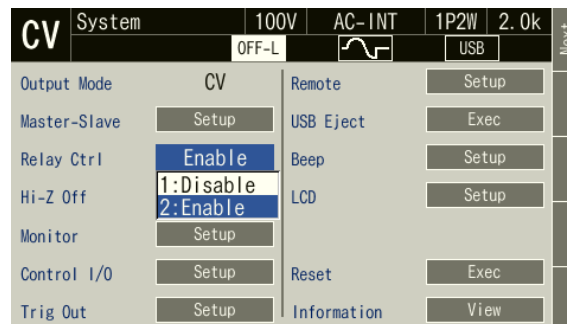 CV System 100V AC-INT 1P2W 2.0k Next
OFF-L USB
Output Mode CV
Master-Slave Setup
Relay Ctrl Enable
1:Disable
2:Enable
Hi-Z Off
Monitor Setup
Control I/O Setup
Trig Out Setup
Remote Setup
USB Eject Exec
Beep Setup
LCD Setup
Reset Exec
Information View